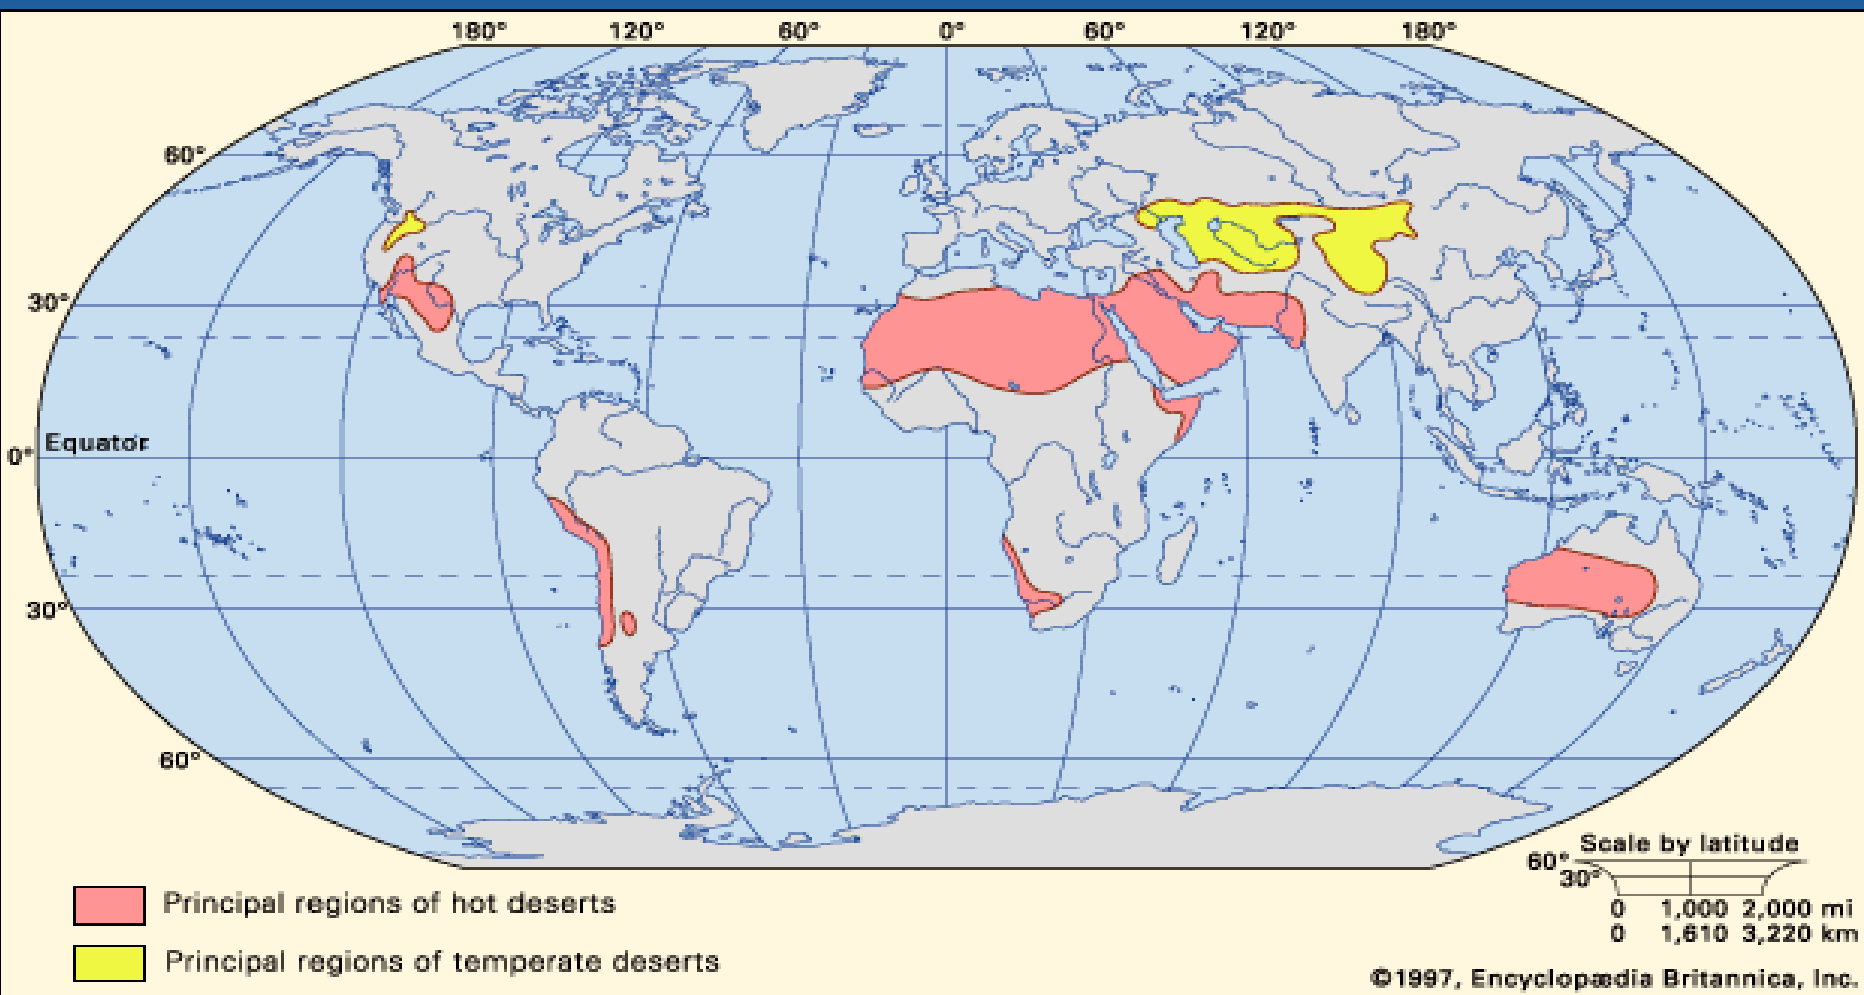 180° 120° 60° 0° 60° 120° 180°
60°
30°
Equator
0°
30°
60°
Scale by latitude
60°
30°
0 1,000 2,000 mi
0 1,610 3,220 km
Principal regions of hot deserts
Principal regions of temperate deserts
©1997, Encyclopædia Britannica, Inc.